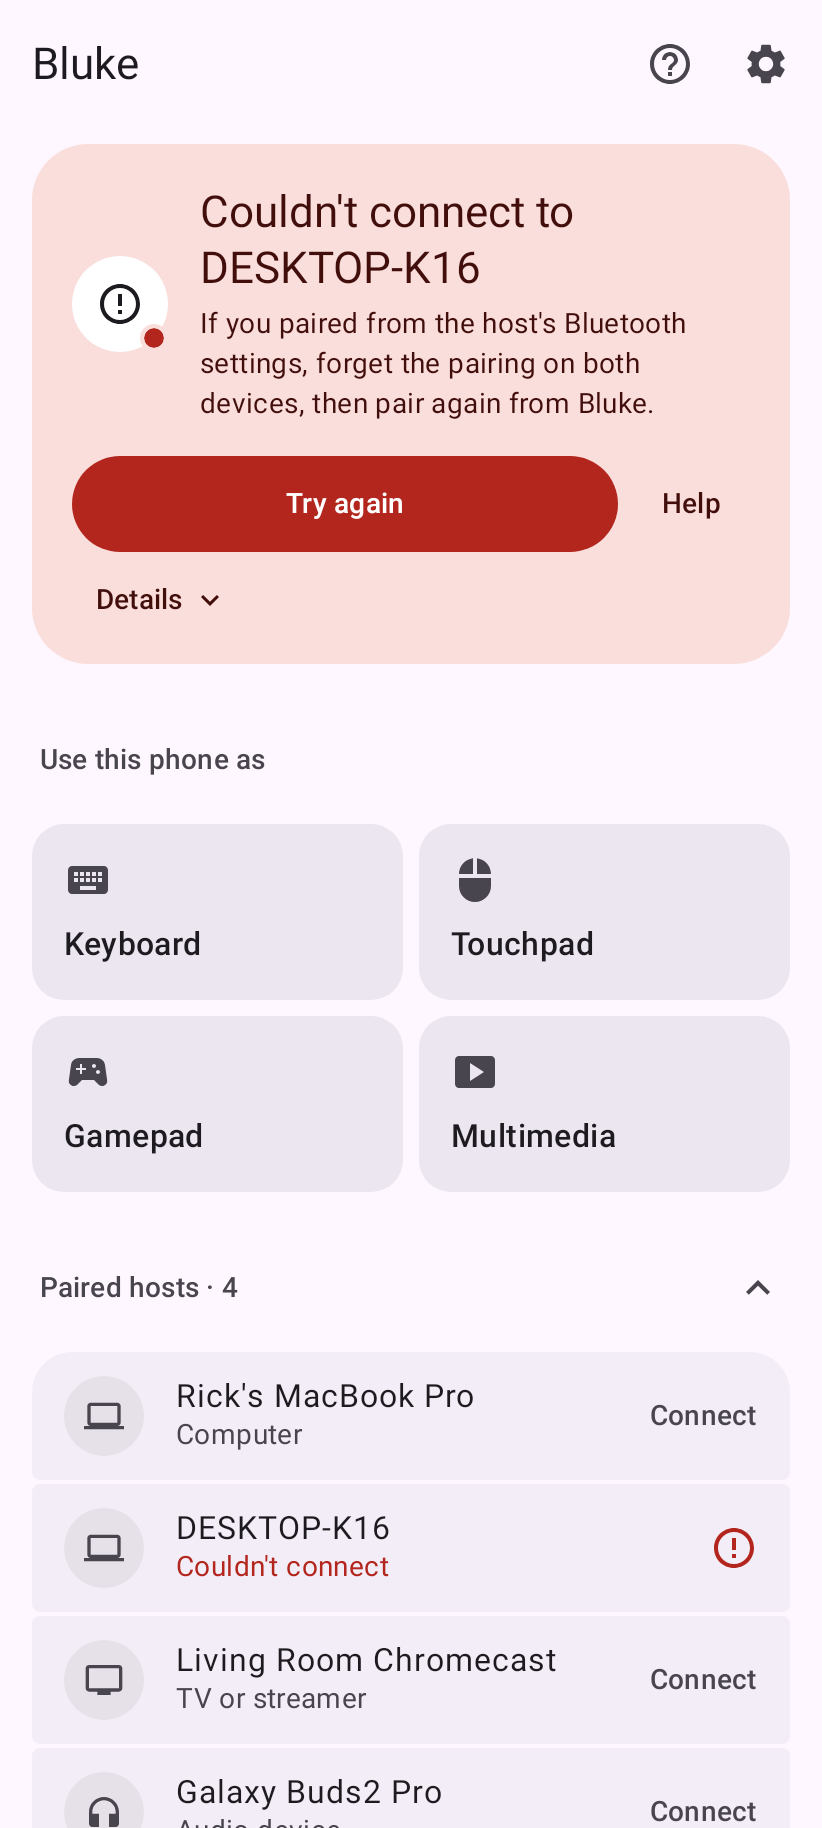 Bluke
Couldn't connect to
DESKTOP-K16
If you paired from the host's Bluetooth
settings, forget the pairing on both
devices, then pair again from Bluke.
Try again
Help
Details
Use this phone as
Keyboard
Touchpad
Gamepad
Multimedia
Paired hosts · 4
Rick's MacBook Pro
Computer
Connect
DESKTOP-K16
Couldn't connect
Living Room Chromecast
TV or streamer
Connect
Galaxy Buds2 Pro
Audio device
Connect